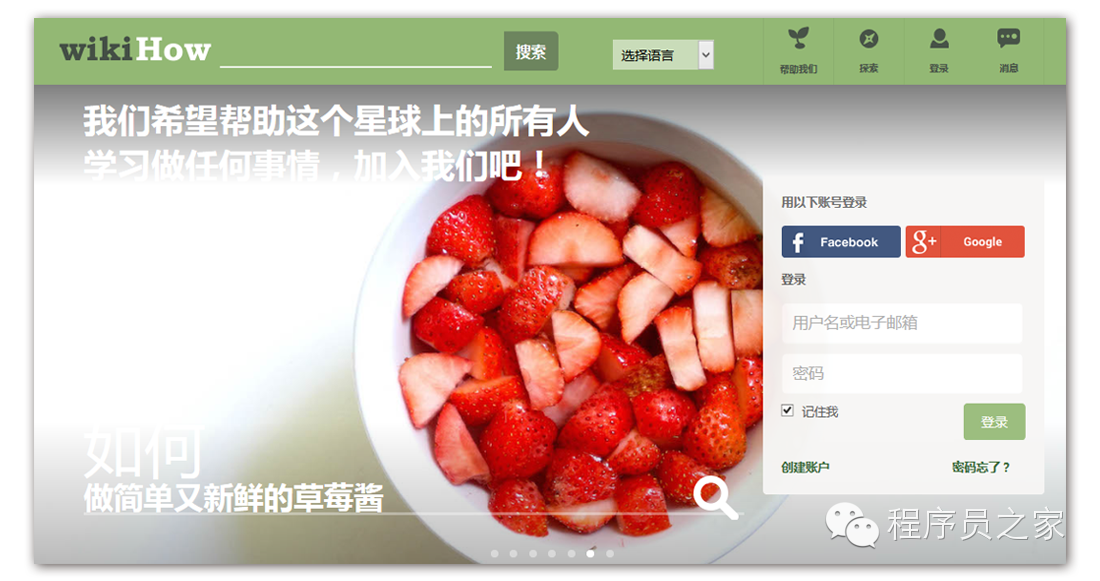 wikiHow
搜索
选择语言
帮助我们
探索
登录
消息
我们希望帮助这个星球上的所有人
学习做任何事情，加入我们吧！
用以下账号登录
f Facebook
g+ Google
登录
用户名或电子邮箱
密码
记住我
登录
创建账户
密码忘了？
如何
做简单又新鲜的草莓酱
程序员之家